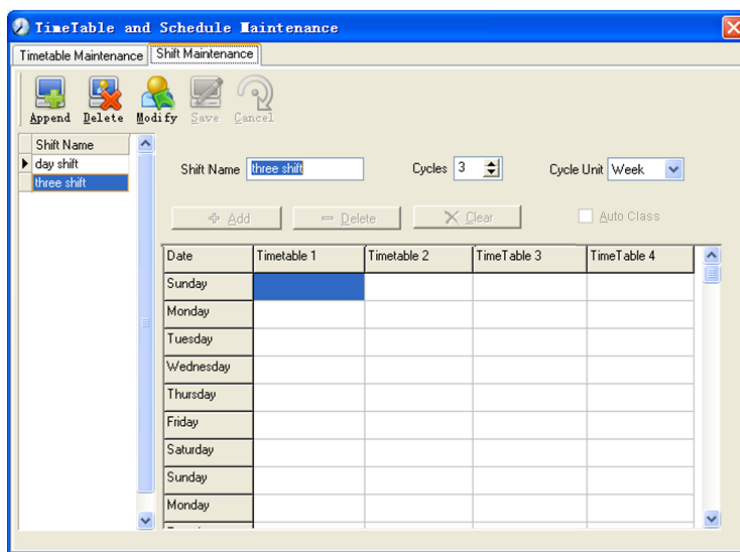 TimeTable and Schedule Maintenance
Timetable Maintenance Shift Maintenance
Append Delete Modify Save Cancel
Shift Name
day shift
three shift
Shift Name three shift Cycles 3 Cycle Unit Week
Add Delete Clear Auto Class
Date Timetable 1 Timetable 2 TimeTable 3 TimeTable 4
Sunday
Monday
Tuesday
Wednesday
Thursday
Friday
Saturday
Sunday
Monday